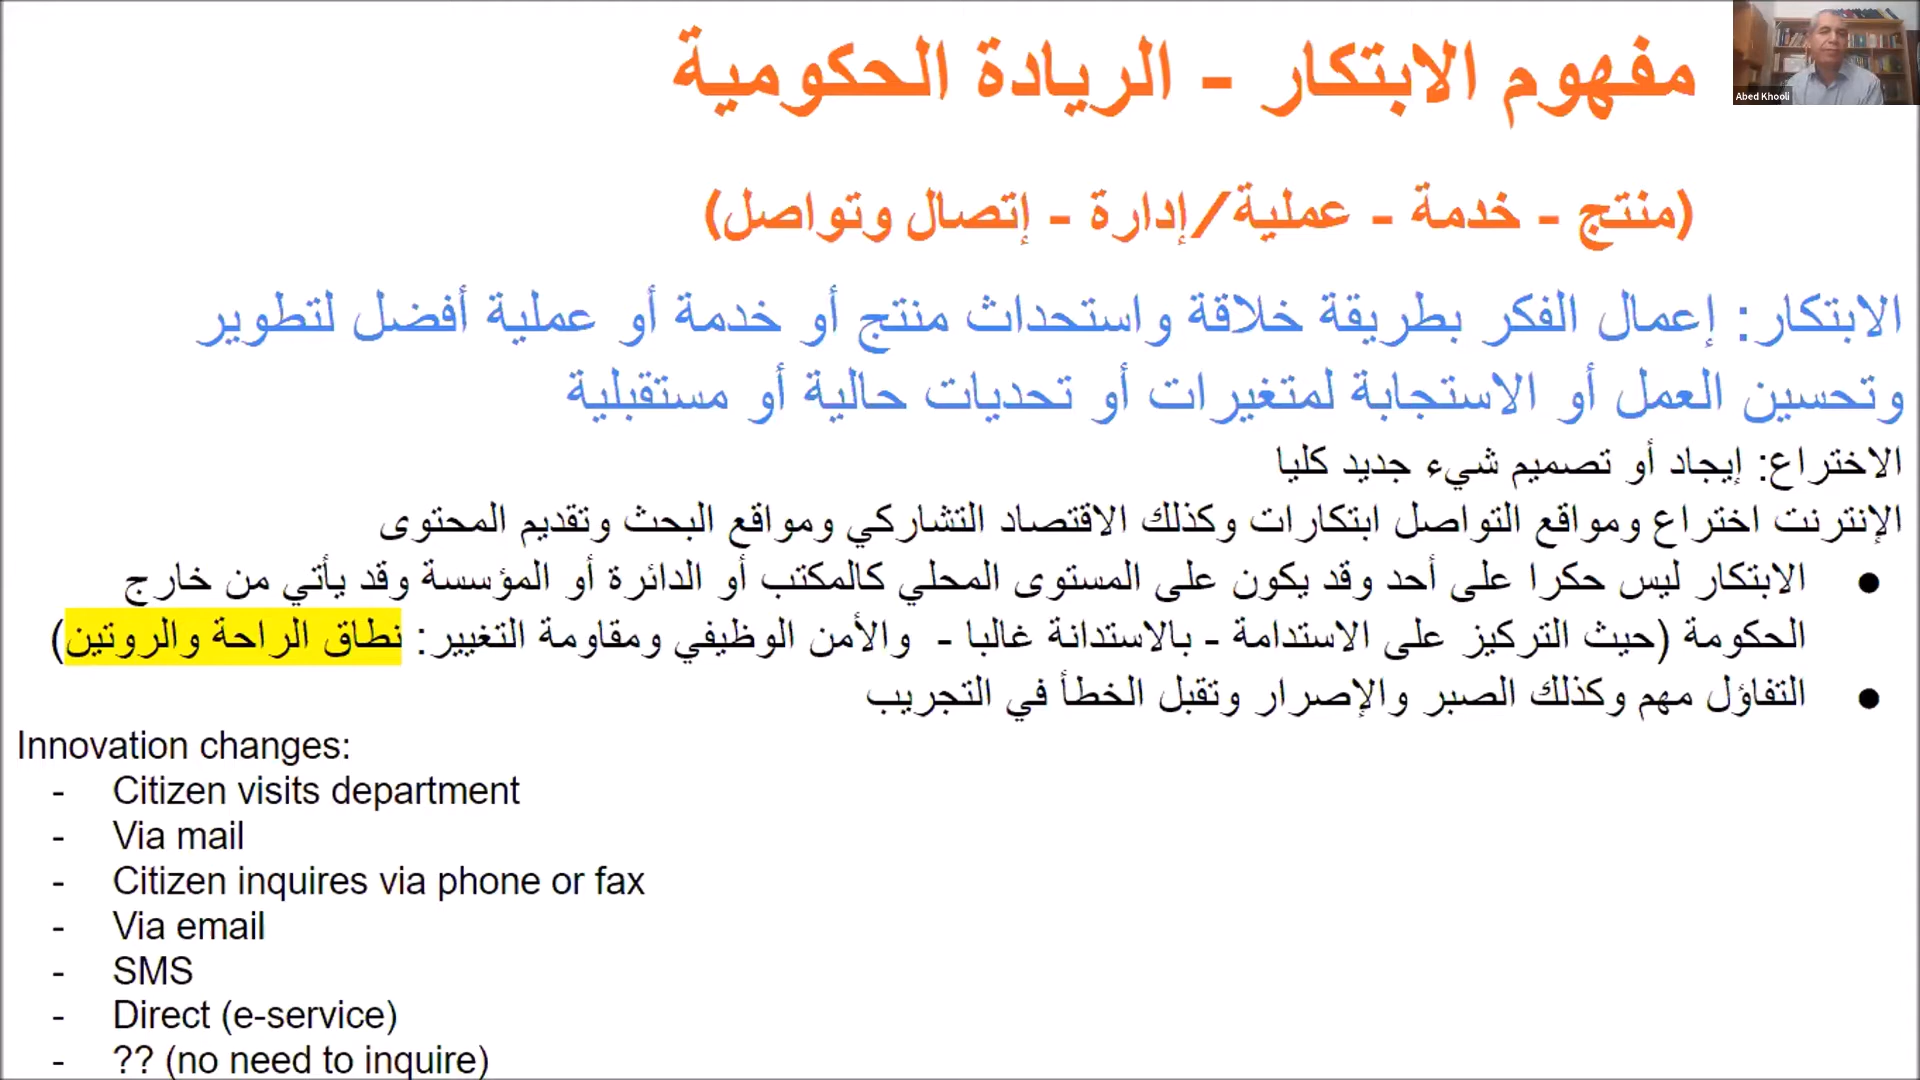 مفهوم الابتكار - الريادة الحكومية
Abed Khooli
(منتج - خدمة - عملية/إدارة - إتصال وتواصل)
الابتكار: إعمال الفكر بطريقة خلاقة واستحداث منتج أو خدمة أو عملية أفضل لتطوير
وتحسين العمل أو الاستجابة لمتغيرات أو تحديات حالية أو مستقبلية
الاختراع: إيجاد أو تصميم شيء جديد كليا
الإنترنت اختراع ومواقع التواصل ابتكارات وكذلك الاقتصاد التشاركي ومواقع البحث وتقديم المحتوى
● الابتكار ليس حكرا على أحد وقد يكون على المستوى المحلي كالمكتب أو الدائرة أو المؤسسة وقد يأتي من خارج
الحكومة (حيث التركيز على الاستدامة - بالاستدانة غالبا - والأمن الوظيفي ومقاومة التغيير: نطاق الراحة والروتين)
● التفاؤل مهم وكذلك الصبر والإصرار وتقبل الخطأ في التجريب
Innovation changes:
- Citizen visits department
- Via mail
- Citizen inquires via phone or fax
- Via email
- SMS
- Direct (e-service)
- ?? (no need to inquire)